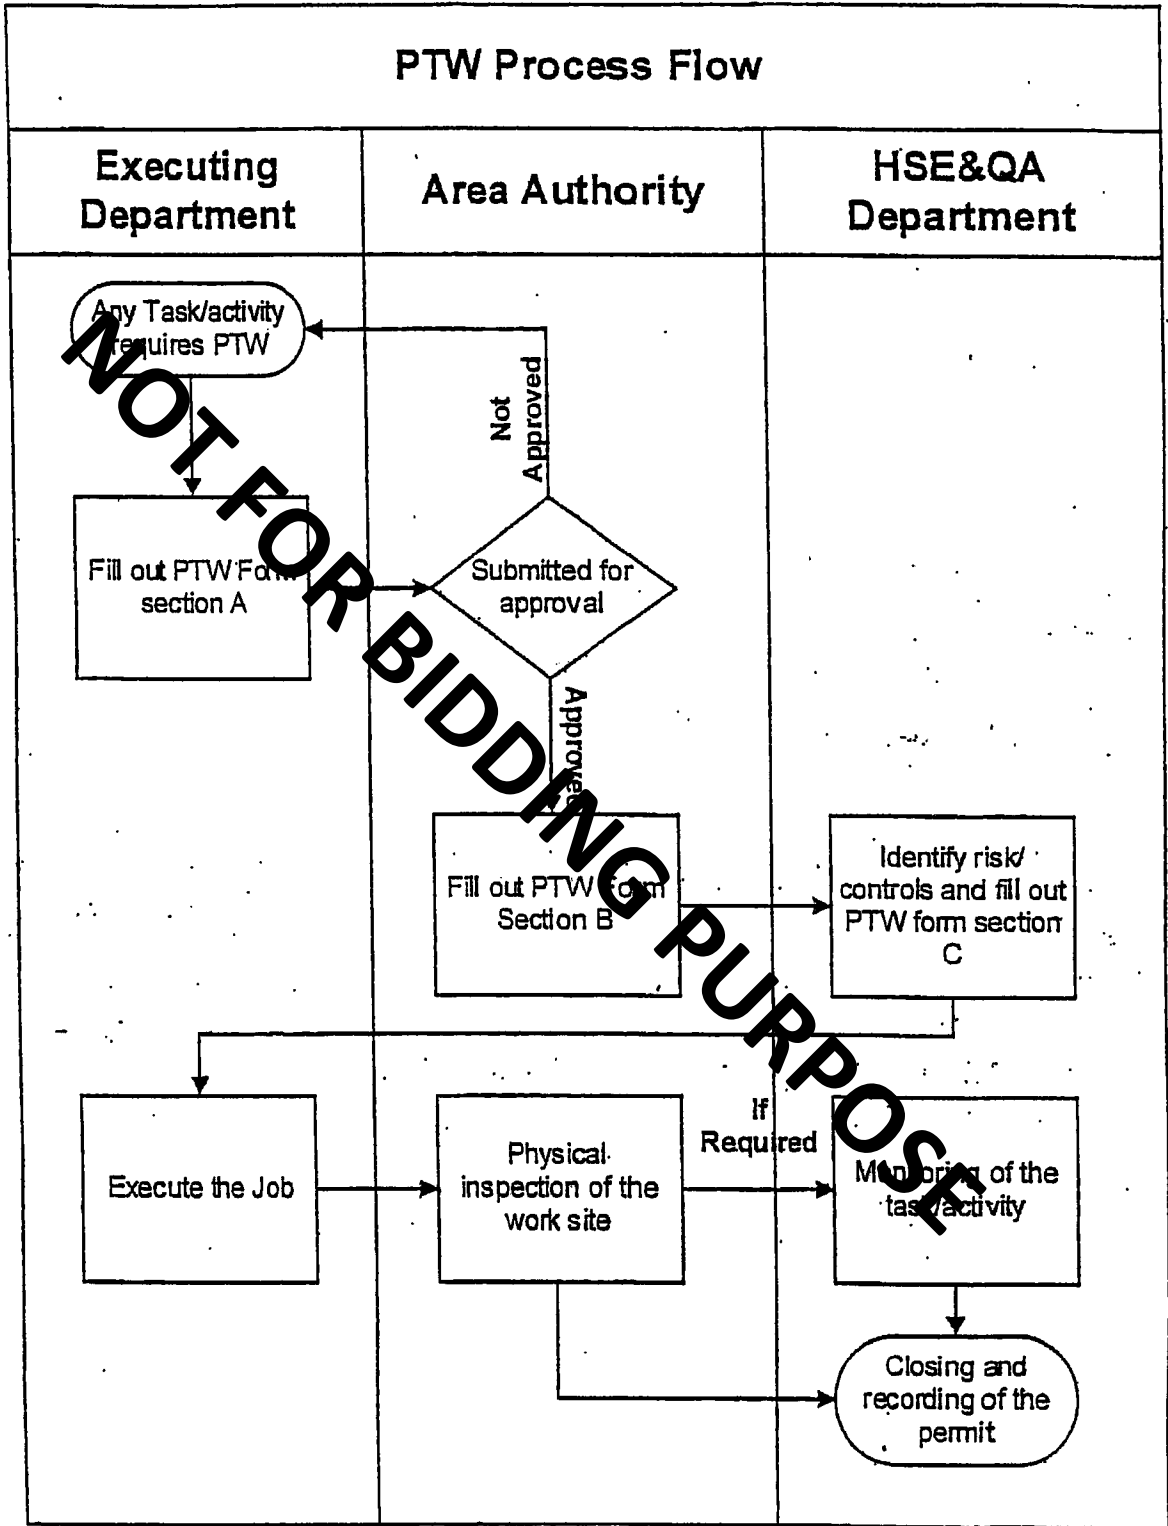 PTW Process Flow
Executing
Department
Area Authority
HSE&QA
Department
Any Task/activity
requires PTW
Not
Approved
Fill out PTW Form
section A
Submitted for
approval
Approved
Fill out PTW Form
Section B
Identify risk/
controls and fill out
PTW form section
C
Execute the Job
Physical
inspection of the
work site
If
Required
Monitoring of the
task/activity
Closing and
recording of the
permit
NOT FOR BIDDING PURPOSE